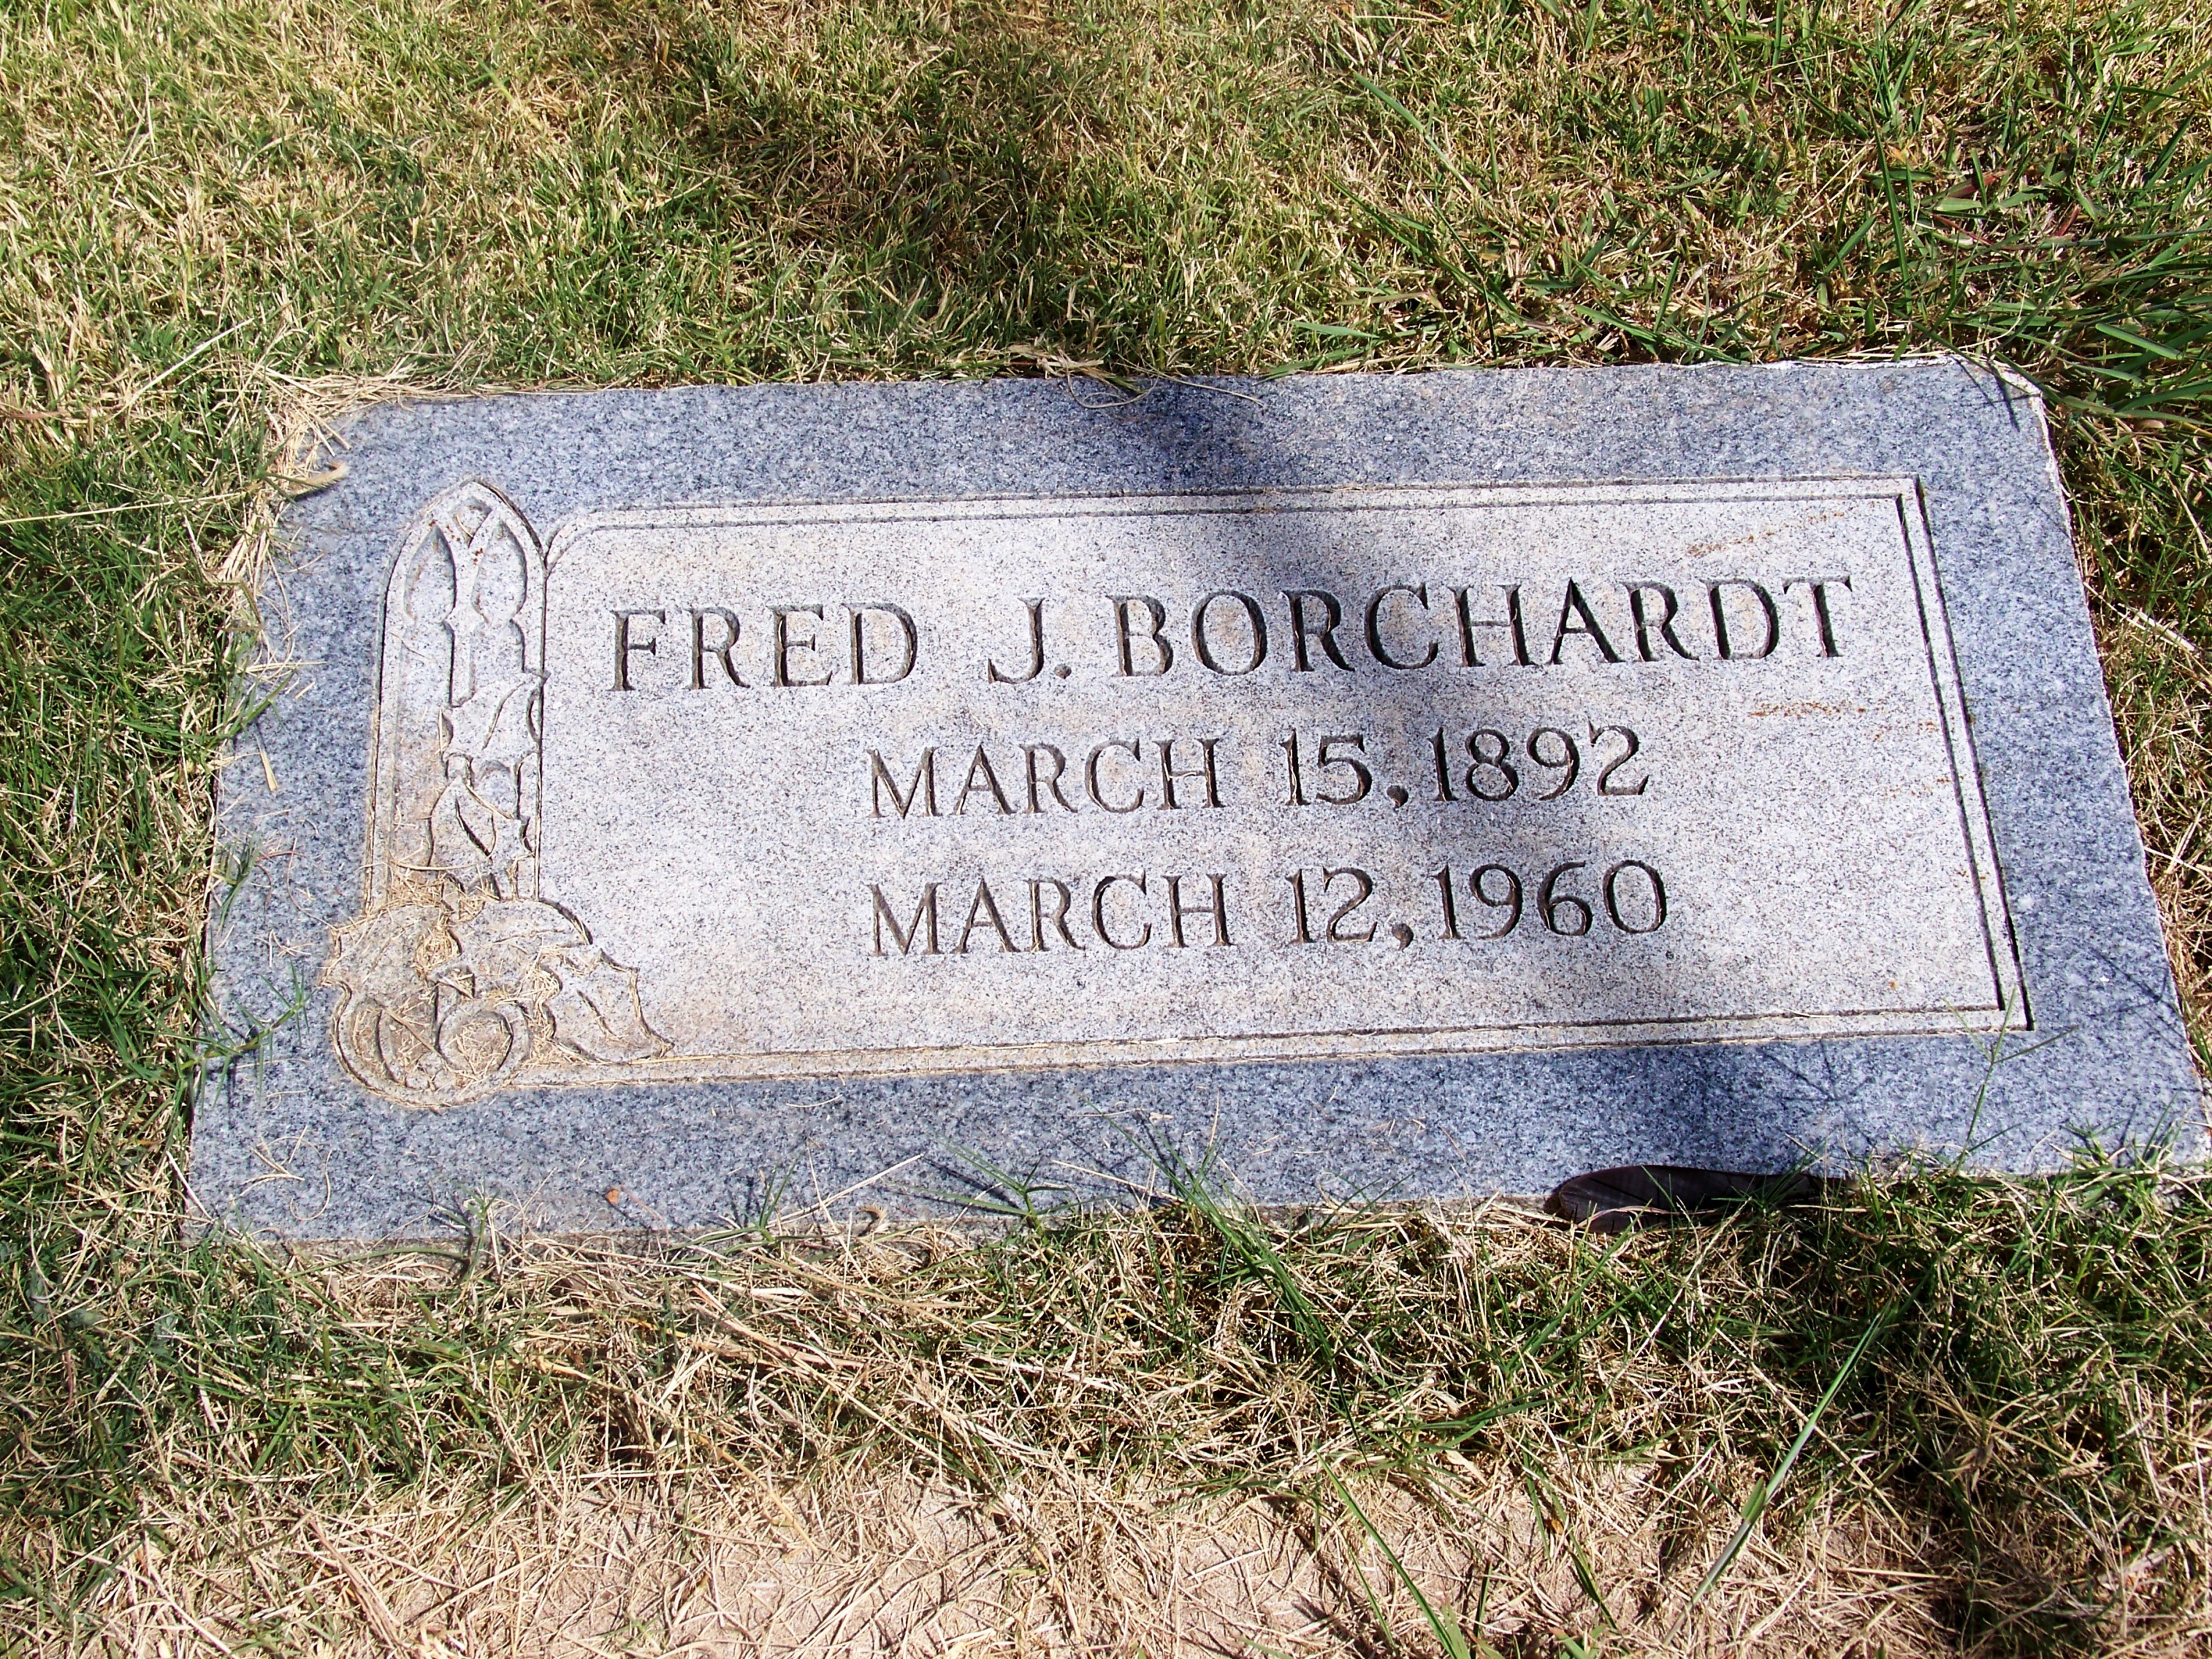 FRED J. BORCHARDT
MARCH 15, 1892
MARCH 12, 1960